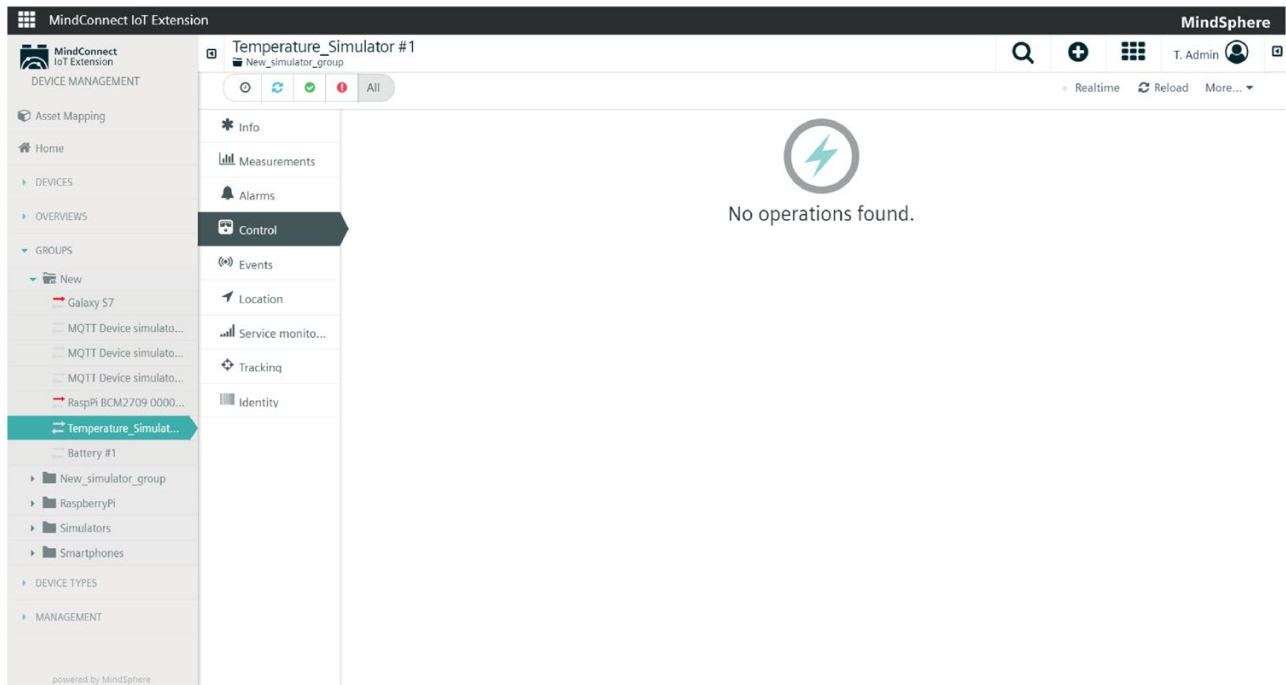 MindConnect IoT Extension
MindSphere
MindConnect
IoT Extension
DEVICE MANAGEMENT
Asset Mapping
Home
DEVICES
OVERVIEWS
GROUPS
New
Galaxy S7
MQTT Device simulato...
MQTT Device simulato...
MQTT Device simulato...
RaspPi BCM2709 0000...
Temperature_Simulat...
Battery #1
New_simulator_group
RaspberryPi
Simulators
Smartphones
DEVICE TYPES
MANAGEMENT
powered by MindSphere
Temperature_Simulator #1
New_simulator_group
T. Admin
All
Realtime Reload More...
Info
Measurements
Alarms
Control
Events
Location
Service monito...
Tracking
Identity
No operations found.